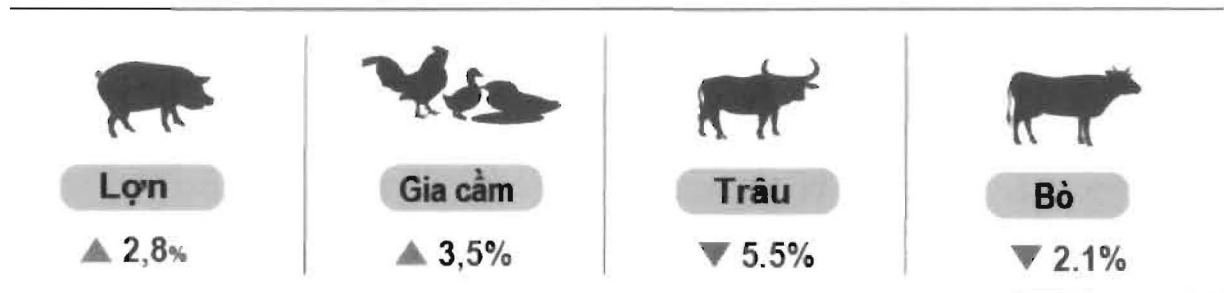 Lợn
▲ 2,8%
Gia cầm
▲ 3,5%
Trâu
▼ 5.5%
Bò
▼ 2.1%